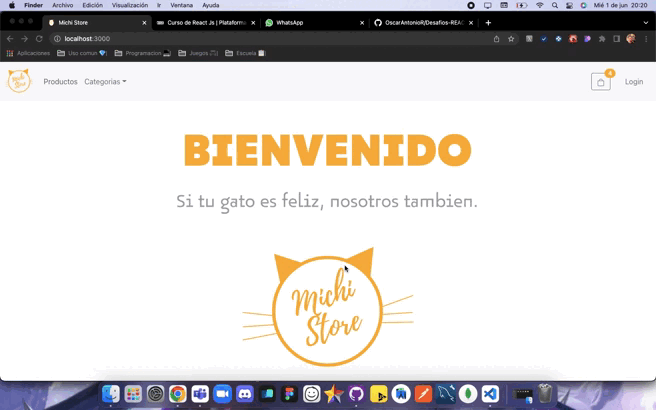 Finder Archivo Edición Visualización Ir Ventana Ayuda Mié 1 de jun 20:20
Michi Store Curso de React Js | Plataforma WhatsApp OscarAntonioR/Desafios-REA
localhost:3000
Aplicaciones Uso comun Programacion Juegos Escuela
Michi Store Productos Categorias 4 Login
BIENVENIDO
Si tu gato es feliz, nosotros tambien.
Michi
Store